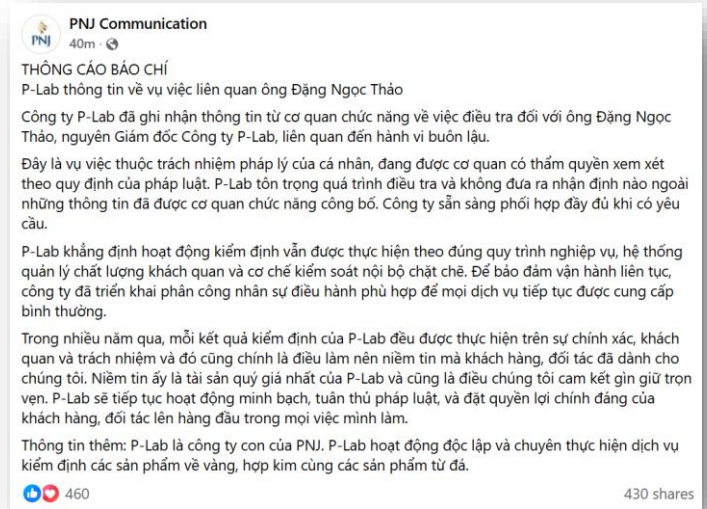 PNJ
PNJ Communication
40m ·
THÔNG CÁO BÁO CHÍ
P-Lab thông tin về vụ việc liên quan ông Đặng Ngọc Thảo
Công ty P-Lab đã ghi nhận thông tin từ cơ quan chức năng về việc điều tra đối với ông Đặng Ngọc
Thảo, nguyên Giám đốc Công ty P-Lab, liên quan đến hành vi buôn lậu.
Đây là vụ việc thuộc trách nhiệm pháp lý của cá nhân, đang được cơ quan có thẩm quyền xem xét
theo quy định của pháp luật. P-Lab tôn trọng quá trình điều tra và không đưa ra nhận định nào ngoài
những thông tin đã được cơ quan chức năng công bố. Công ty sẵn sàng phối hợp đầy đủ khi có yêu
cầu.
P-Lab khẳng định hoạt động kiểm định vẫn được thực hiện theo đúng quy trình nghiệp vụ, hệ thống
quản lý chất lượng khách quan và cơ chế kiểm soát nội bộ chặt chẽ. Để bảo đảm vận hành liên tục,
công ty đã triển khai phân công nhân sự điều hành phù hợp để mọi dịch vụ tiếp tục được cung cấp
bình thường.
Trong nhiều năm qua, mỗi kết quả kiểm định của P-Lab đều được thực hiện trên sự chính xác, khách
quan và trách nhiệm và đó cũng chính là điều làm nên niềm tin mà khách hàng, đối tác đã dành cho
chúng tôi. Niềm tin ấy là tài sản quý giá nhất của P-Lab và cũng là điều chúng tôi cam kết gìn giữ trọn
vẹn. P-Lab sẽ tiếp tục hoạt động minh bạch, tuân thủ pháp luật, và đặt quyền lợi chính đáng của
khách hàng, đối tác lên hàng đầu trong mọi việc mình làm.
Thông tin thêm: P-Lab là công ty con của PNJ. P-Lab hoạt động độc lập và chuyên thực hiện dịch vụ
kiểm định các sản phẩm về vàng, hợp kim cùng các sản phẩm từ đá.
460
430 shares